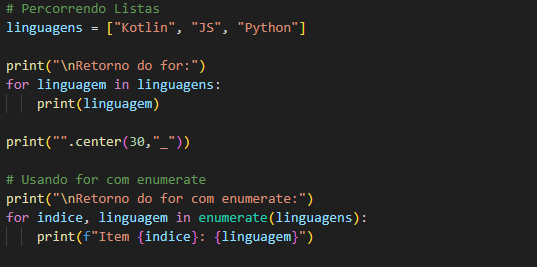 # Percorrendo Listas
linguagens = ["Kotlin", "JS", "Python"]
print("\nRetorno do for:")
for linguagem in linguagens:
    print(linguagem)
print("".center(30,"_"))
# Usando for com enumerate
print("\nRetorno do for com enumerate:")
for indice, linguagem in enumerate(linguagens):
    print(f"Item {indice}: {linguagem}")